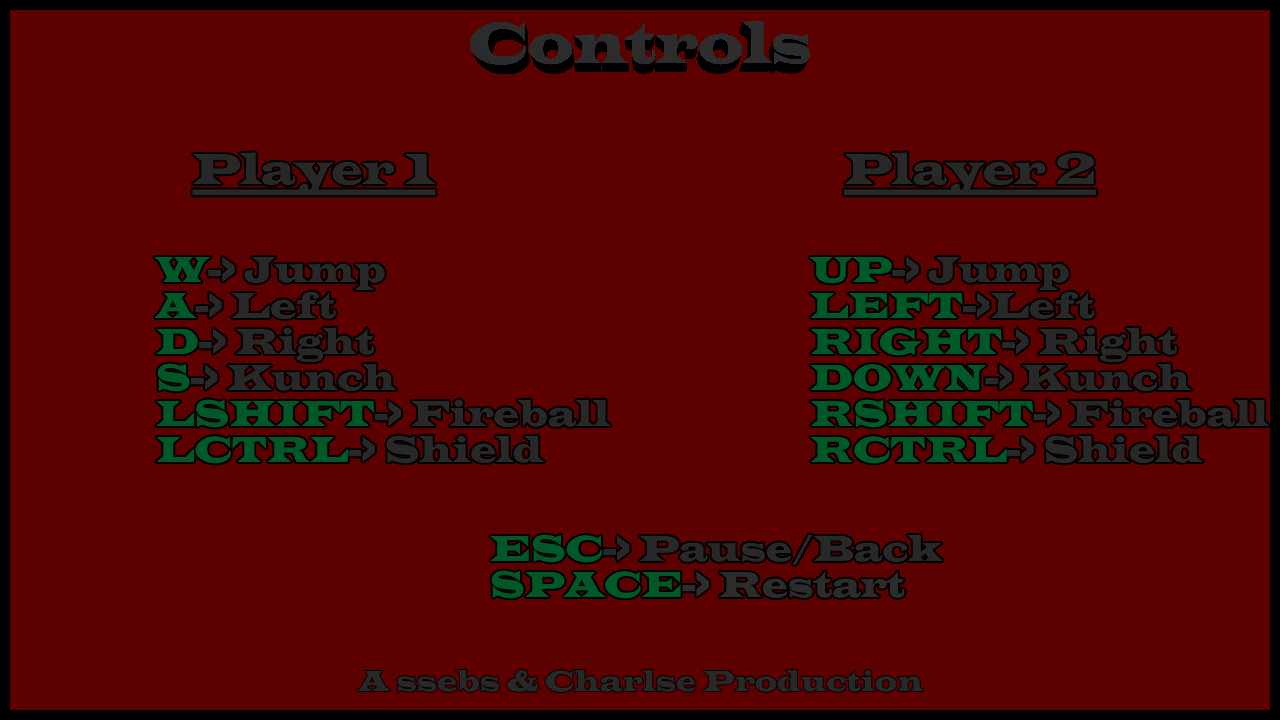 Controls
Player 1
W-> Jump
A-> Left
D-> Right
S-> Kunch
LSHIFT-> Fireball
LCTRL-> Shield
Player 2
UP-> Jump
LEFT->Left
RIGHT-> Right
DOWN-> Kunch
RSHIFT-> Fireball
RCTRL-> Shield
ESC-> Pause/Back
SPACE-> Restart
A ssebs & Charlse Production